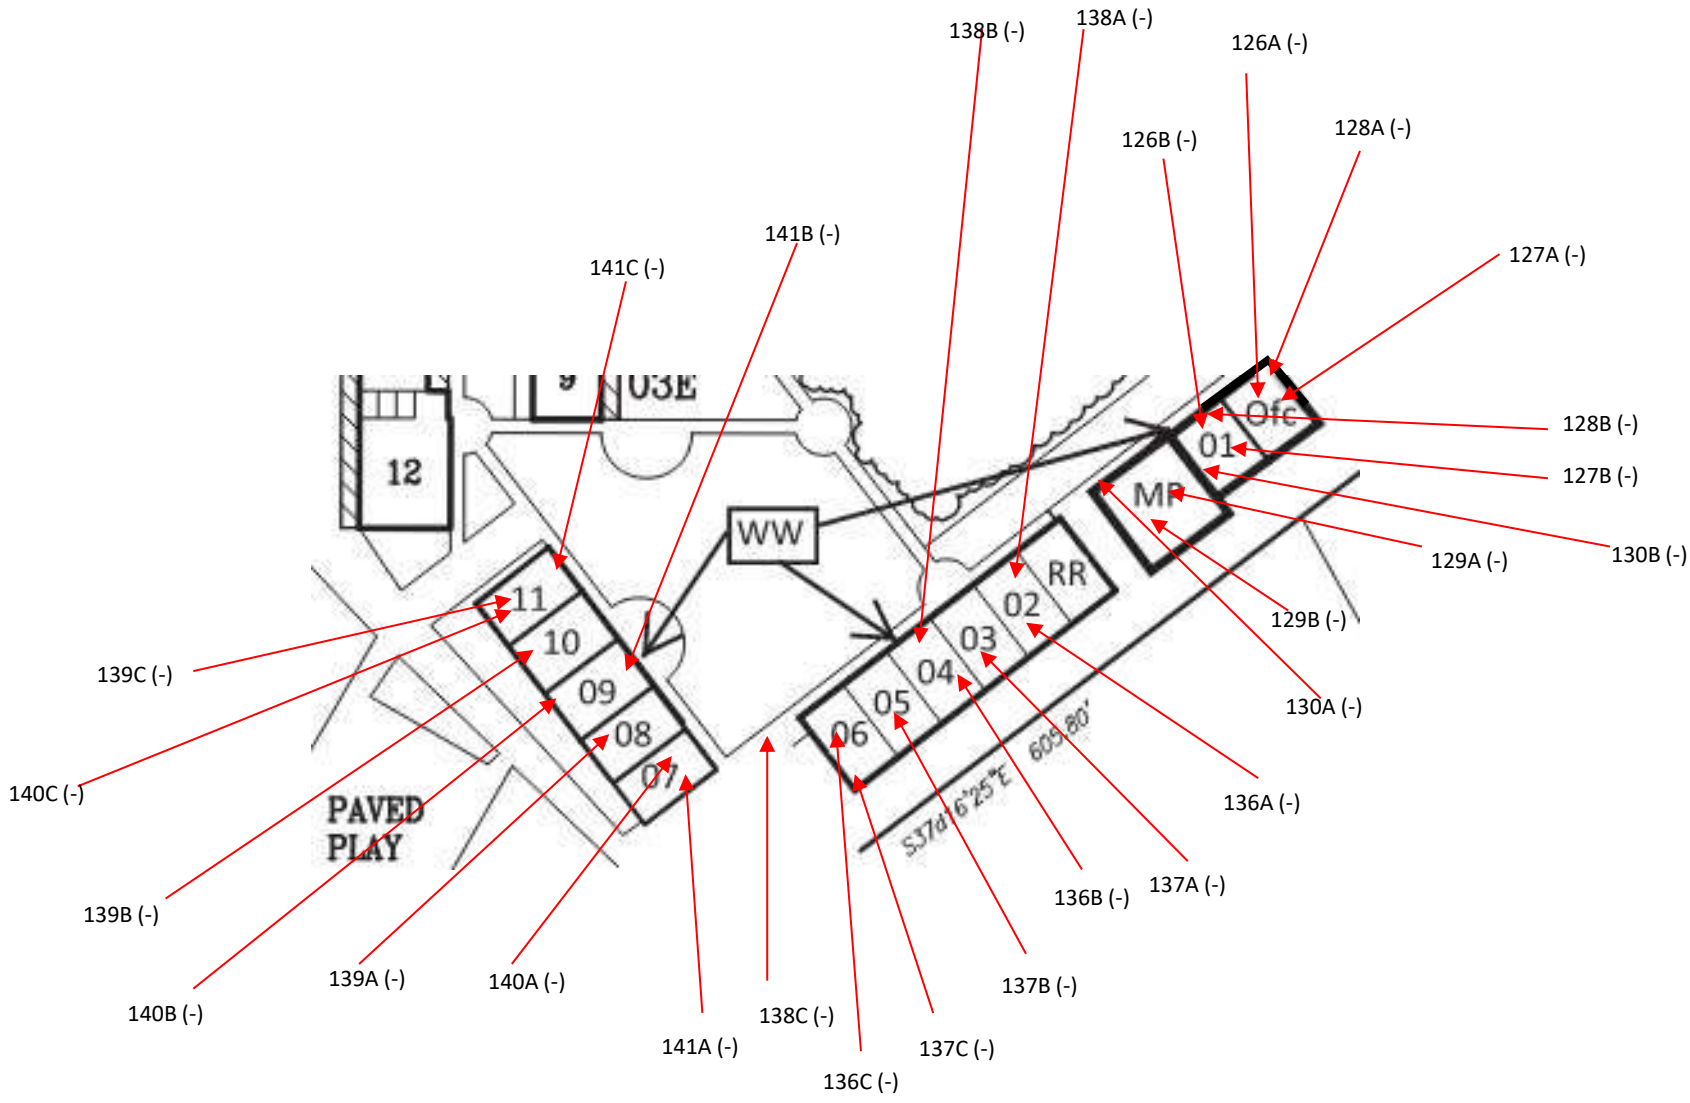 138B (-)
138A (-)
126A (-)
128A (-)
126B (-)
141B (-)
127A (-)
141C (-)
9
03E
Ofc
128B (-)
01
12
127B (-)
MP
WW
130B (-)
129A (-)
RR
11
02
129B (-)
10
03
139C (-)
04
09
05
130A (-)
06
08
605.80'
07
S37d16'25"E
140C (-)
136A (-)
PAVED
PLAY
137A (-)
136B (-)
139B (-)
139A (-)
140A (-)
137B (-)
140B (-)
138C (-)
141A (-)
137C (-)
136C (-)